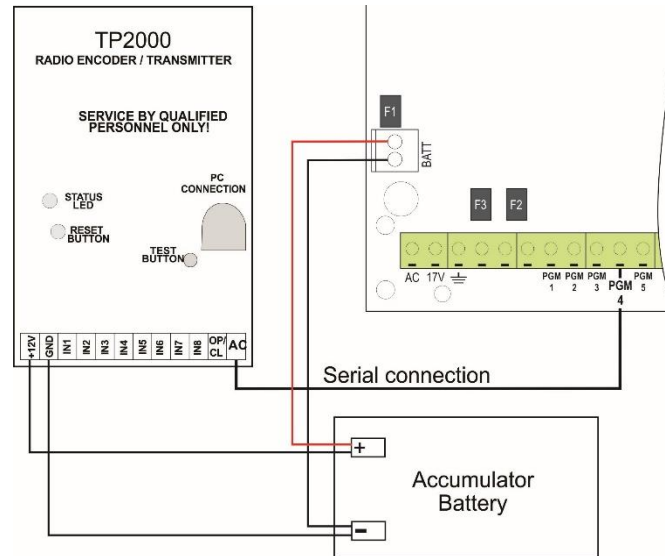 TP2000
RADIO ENCODER / TRANSMITTER
SERVICE BY QUALIFIED
PERSONNEL ONLY!
STATUS
LED
RESET
BUTTON
PC
CONNECTION
TEST
BUTTON
+12V
GND
IN1
IN2
IN3
IN4
IN5
IN6
IN7
IN8
OP/
CL
AC
F1
BATT
F3
F2
AC
17V
PGM
1
PGM
2
PGM
3
PGM
4
PGM
5
Serial connection
+
Accumulator
Battery
-